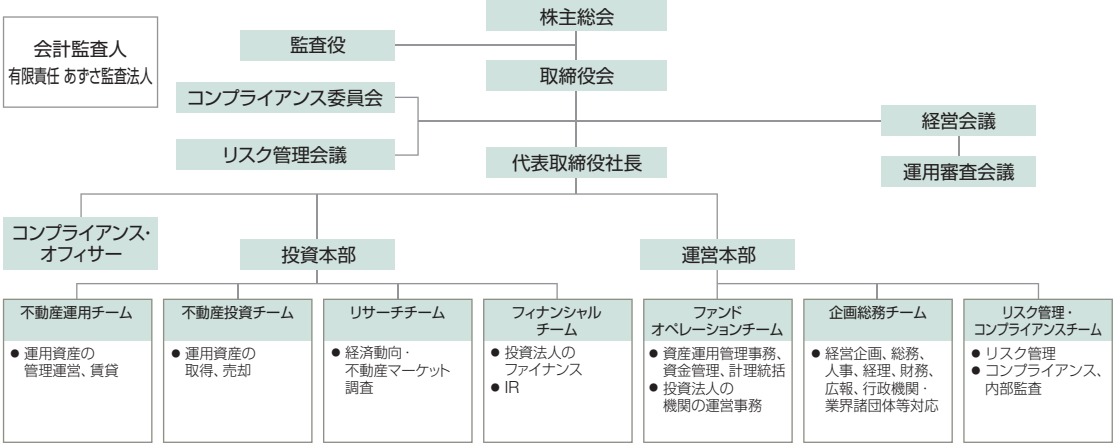 株主総会
会計監査人
有限責任 あずさ監査法人
監査役
取締役会
コンプライアンス委員会
経営会議
リスク管理会議
代表取締役社長
運用審査会議
コンプライアンス・
オフィサー
投資本部
運営本部
不動産運用チーム
● 運用資産の
管理運営、賃貸
不動産投資チーム
● 運用資産の
取得、売却
リサーチチーム
● 経済動向・
不動産マーケット
調査
フィナンシャル
チーム
● 投資法人の
ファイナンス
● IR
ファンド
オペレーションチーム
● 資産運用管理事務、
資金管理、計理統括
● 投資法人の
機関の運営事務
企画総務チーム
● 経営企画、総務、
人事、経理、財務、
広報、行政機関・
業界諸団体等対応
リスク管理・
コンプライアンスチーム
● リスク管理
● コンプライアンス、
内部監査